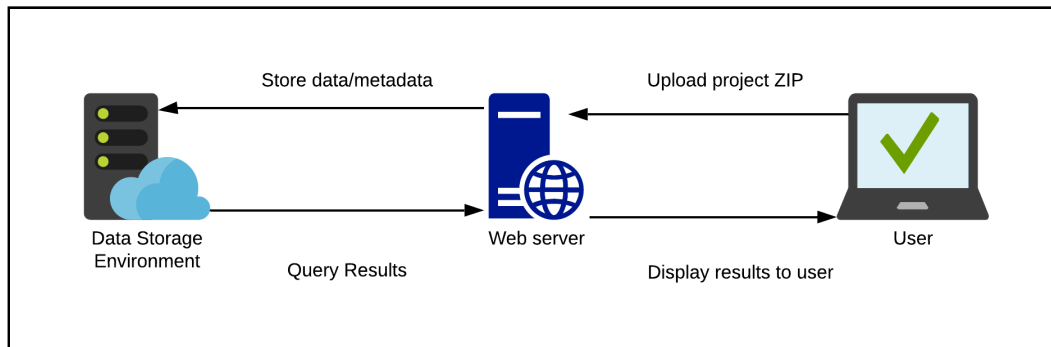 Store data/metadata
Upload project ZIP
Data Storage
Environment
Web server
User
Query Results
Display results to user